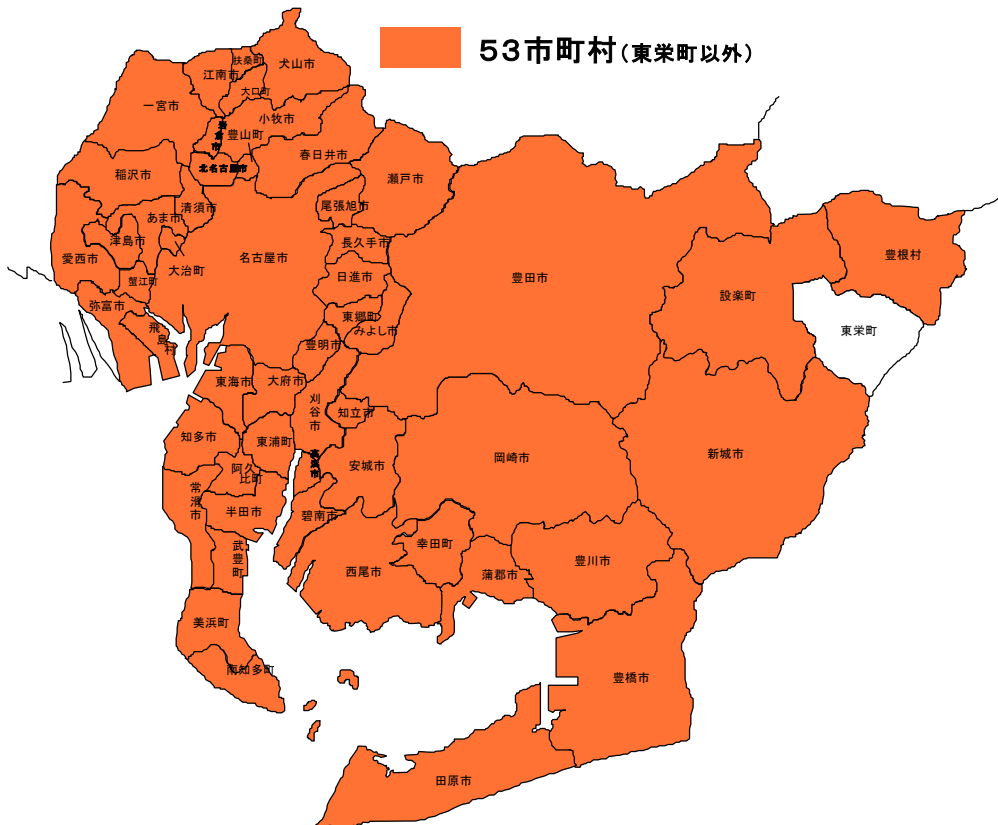 53市町村(東栄町以外)
扶桑町
犬山市
江南市
大口町
一宮市
小牧市
岩倉市
豊山町
春日井市
北名古屋市
稲沢市
瀬戸市
尾張旭市
清須市
あま市
津島市
長久手市
愛西市
名古屋市
豊根村
大治町
日進市
豊田市
蟹江町
設楽町
弥富市
東郷町
みよし市
東栄町
飛島村
豊明市
東海市
大府市
刈谷市
知立市
知多市
東浦町
新城市
岡崎市
高浜市
安城市
阿久比町
常滑市
半田市
碧南市
幸田町
武豊町
西尾市
蒲郡市
豊川市
美浜町
南知多町
豊橋市
田原市